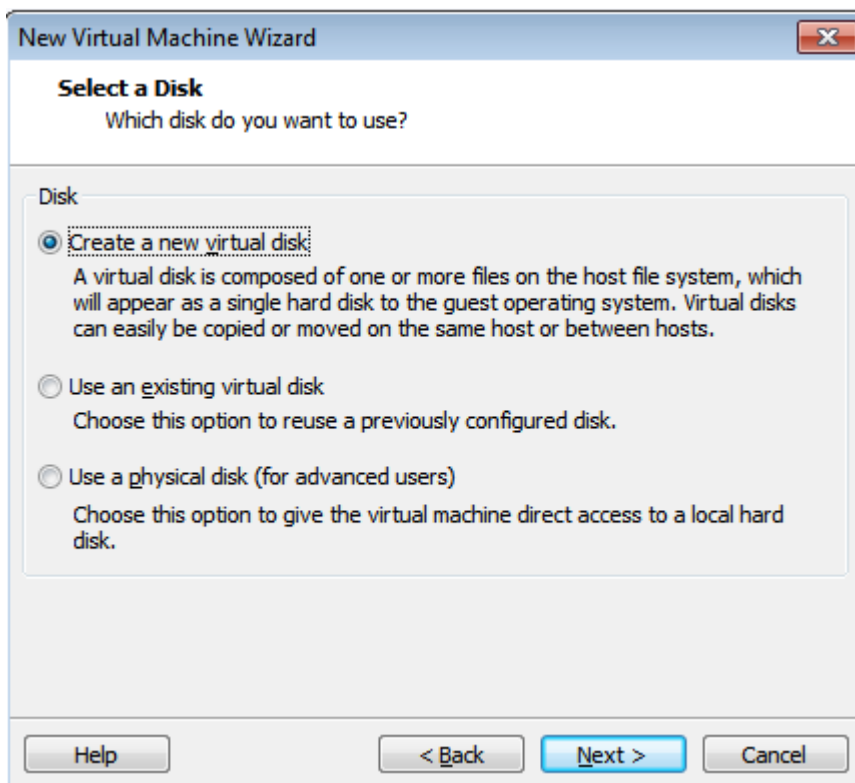 New Virtual Machine Wizard
Select a Disk
Which disk do you want to use?
Disk
Create a new virtual disk
A virtual disk is composed of one or more files on the host file system, which
will appear as a single hard disk to the guest operating system. Virtual disks
can easily be copied or moved on the same host or between hosts.
Use an existing virtual disk
Choose this option to reuse a previously configured disk.
Use a physical disk (for advanced users)
Choose this option to give the virtual machine direct access to a local hard
disk.
Help
< Back
Next >
Cancel